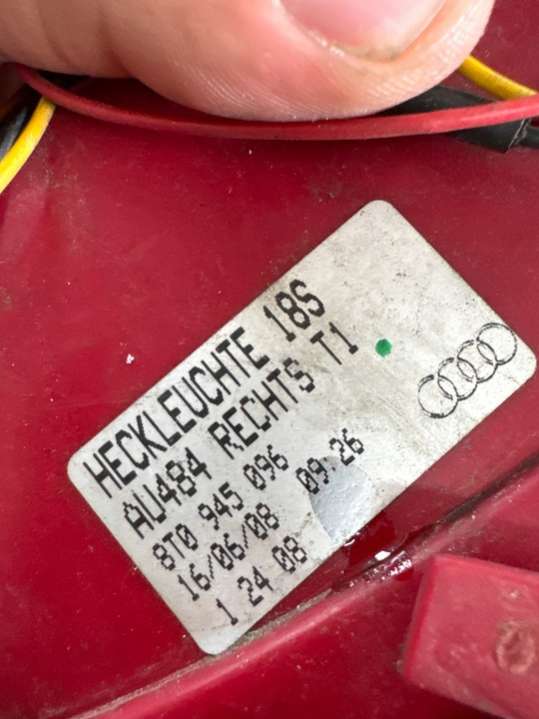 HECKLEUCHTE 18S
AU484 RECHTS T1
8T0 945 096
16/06/08 09:26
1 24 08